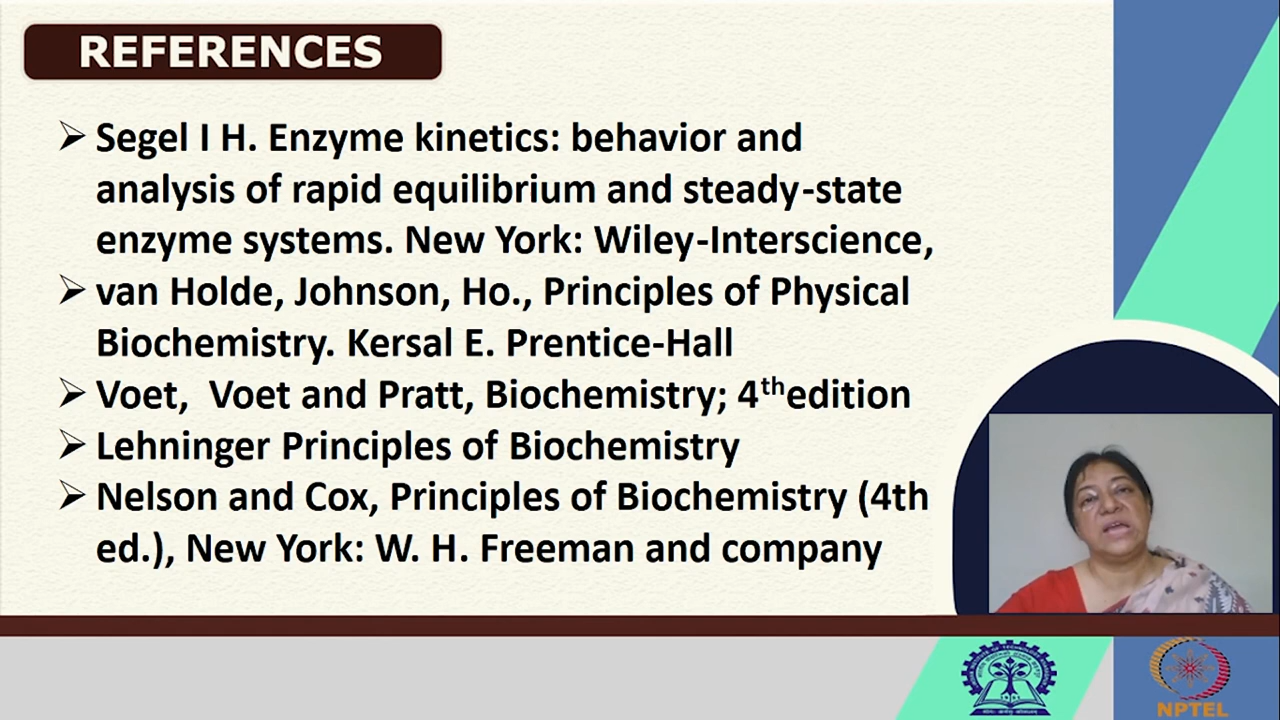 REFERENCES
➢ Segel I H. Enzyme kinetics: behavior and
analysis of rapid equilibrium and steady-state
enzyme systems. New York: Wiley-Interscience,
➢ van Holde, Johnson, Ho., Principles of Physical
Biochemistry. Kersal E. Prentice-Hall
➢ Voet, Voet and Pratt, Biochemistry; 4thedition
➢ Lehninger Principles of Biochemistry
➢ Nelson and Cox, Principles of Biochemistry (4th
ed.), New York: W. H. Freeman and company
NPTEL